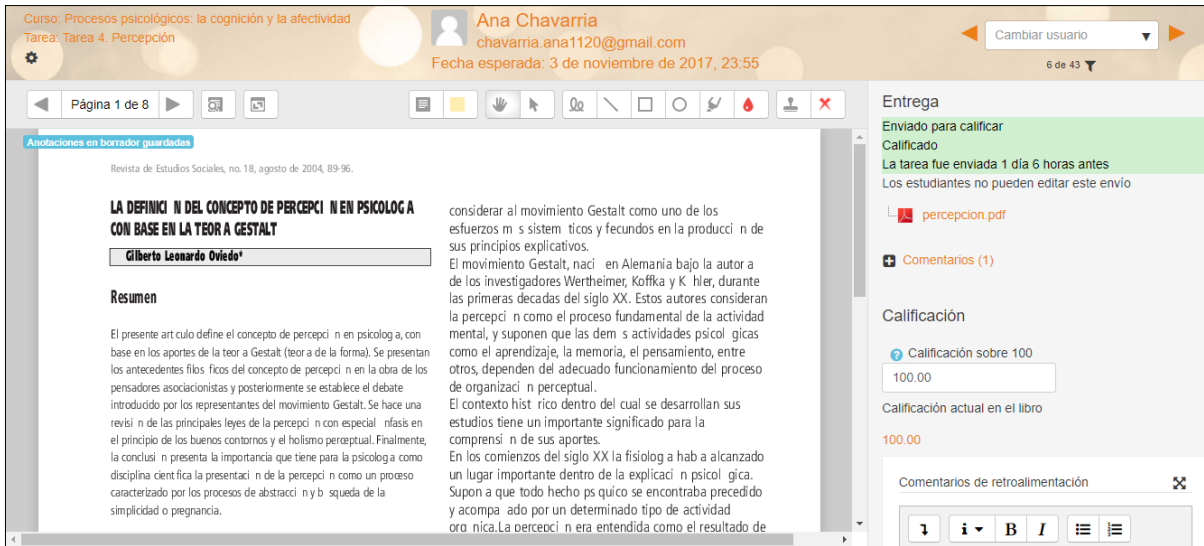 Curso: Procesos psicológicos: la cognición y la afectividad
Tarea: Tarea 4. Percepción
Ana Chavarria
chavarria.ana1120@gmail.com
Fecha esperada: 3 de noviembre de 2017, 23:55
Cambiar usuario
6 de 43
Página 1 de 8
Anotaciones en borrador guardadas
Revista de Estudios Sociales, no. 18, agosto de 2004, 89-96.
LA DEFINICI N DEL CONCEPTO DE PERCEPCI N EN PSICOLOG A
CON BASE EN LA TEOR A GESTALT
Gilberto Leonardo Oviedo*
Resumen
El presente art culo define el concepto de percepci n en psicolog a, con
base en los aportes de la teor a Gestalt (teor a de la forma). Se presentan
los antecedentes filos ficos del concepto de percepci n en la obra de los
pensadores asociacionistas y posteriormente se establece el debate
introducido por los representantes del movimiento Gestalt. Se hace una
revisi n de las principales leyes de la percepci n con especial nfasis en
el principio de los buenos contornos y el holismo perceptual. Finalmente,
la conclusi n presenta la importancia que tiene para la psicolog a como
disciplina cient fica la presentaci n de la percepci n como un proceso
caracterizado por los procesos de abstracci n y b squeda de la
simplicidad o pregnancia.
considerar al movimiento Gestalt como uno de los
esfuerzos m s sistem ticos y fecundos en la producci n de
sus principios explicativos.
El movimiento Gestalt, naci en Alemania bajo la autor a
de los investigadores Wertheimer, Koffka y K hler, durante
las primeras decadas del siglo XX. Estos autores consideran
la percepci n como el proceso fundamental de la actividad
mental, y suponen que las dem s actividades psicol gicas
como el aprendizaje, la memoria, el pensamiento, entre
otros, dependen del adecuado funcionamiento del proceso
de organizaci n perceptual.
El contexto hist rico dentro del cual se desarrollan sus
estudios tiene un importante significado para la
comprensi n de sus aportes.
En los comienzos del siglo XX la fisiolog a hab a alcanzado
un lugar importante dentro de la explicaci n psicol gica.
Supon a que todo hecho ps quico se encontraba precedido
y acompa ado por un determinado tipo de actividad
org nica.La percepci n era entendida como el resultado de
Entrega
Enviado para calificar
Calificado
La tarea fue enviada 1 día 6 horas antes
Los estudiantes no pueden editar este envío
percepcion.pdf
Comentarios (1)
Calificación
Calificación sobre 100
100.00
Calificación actual en el libro
100.00
Comentarios de retroalimentación
i B I